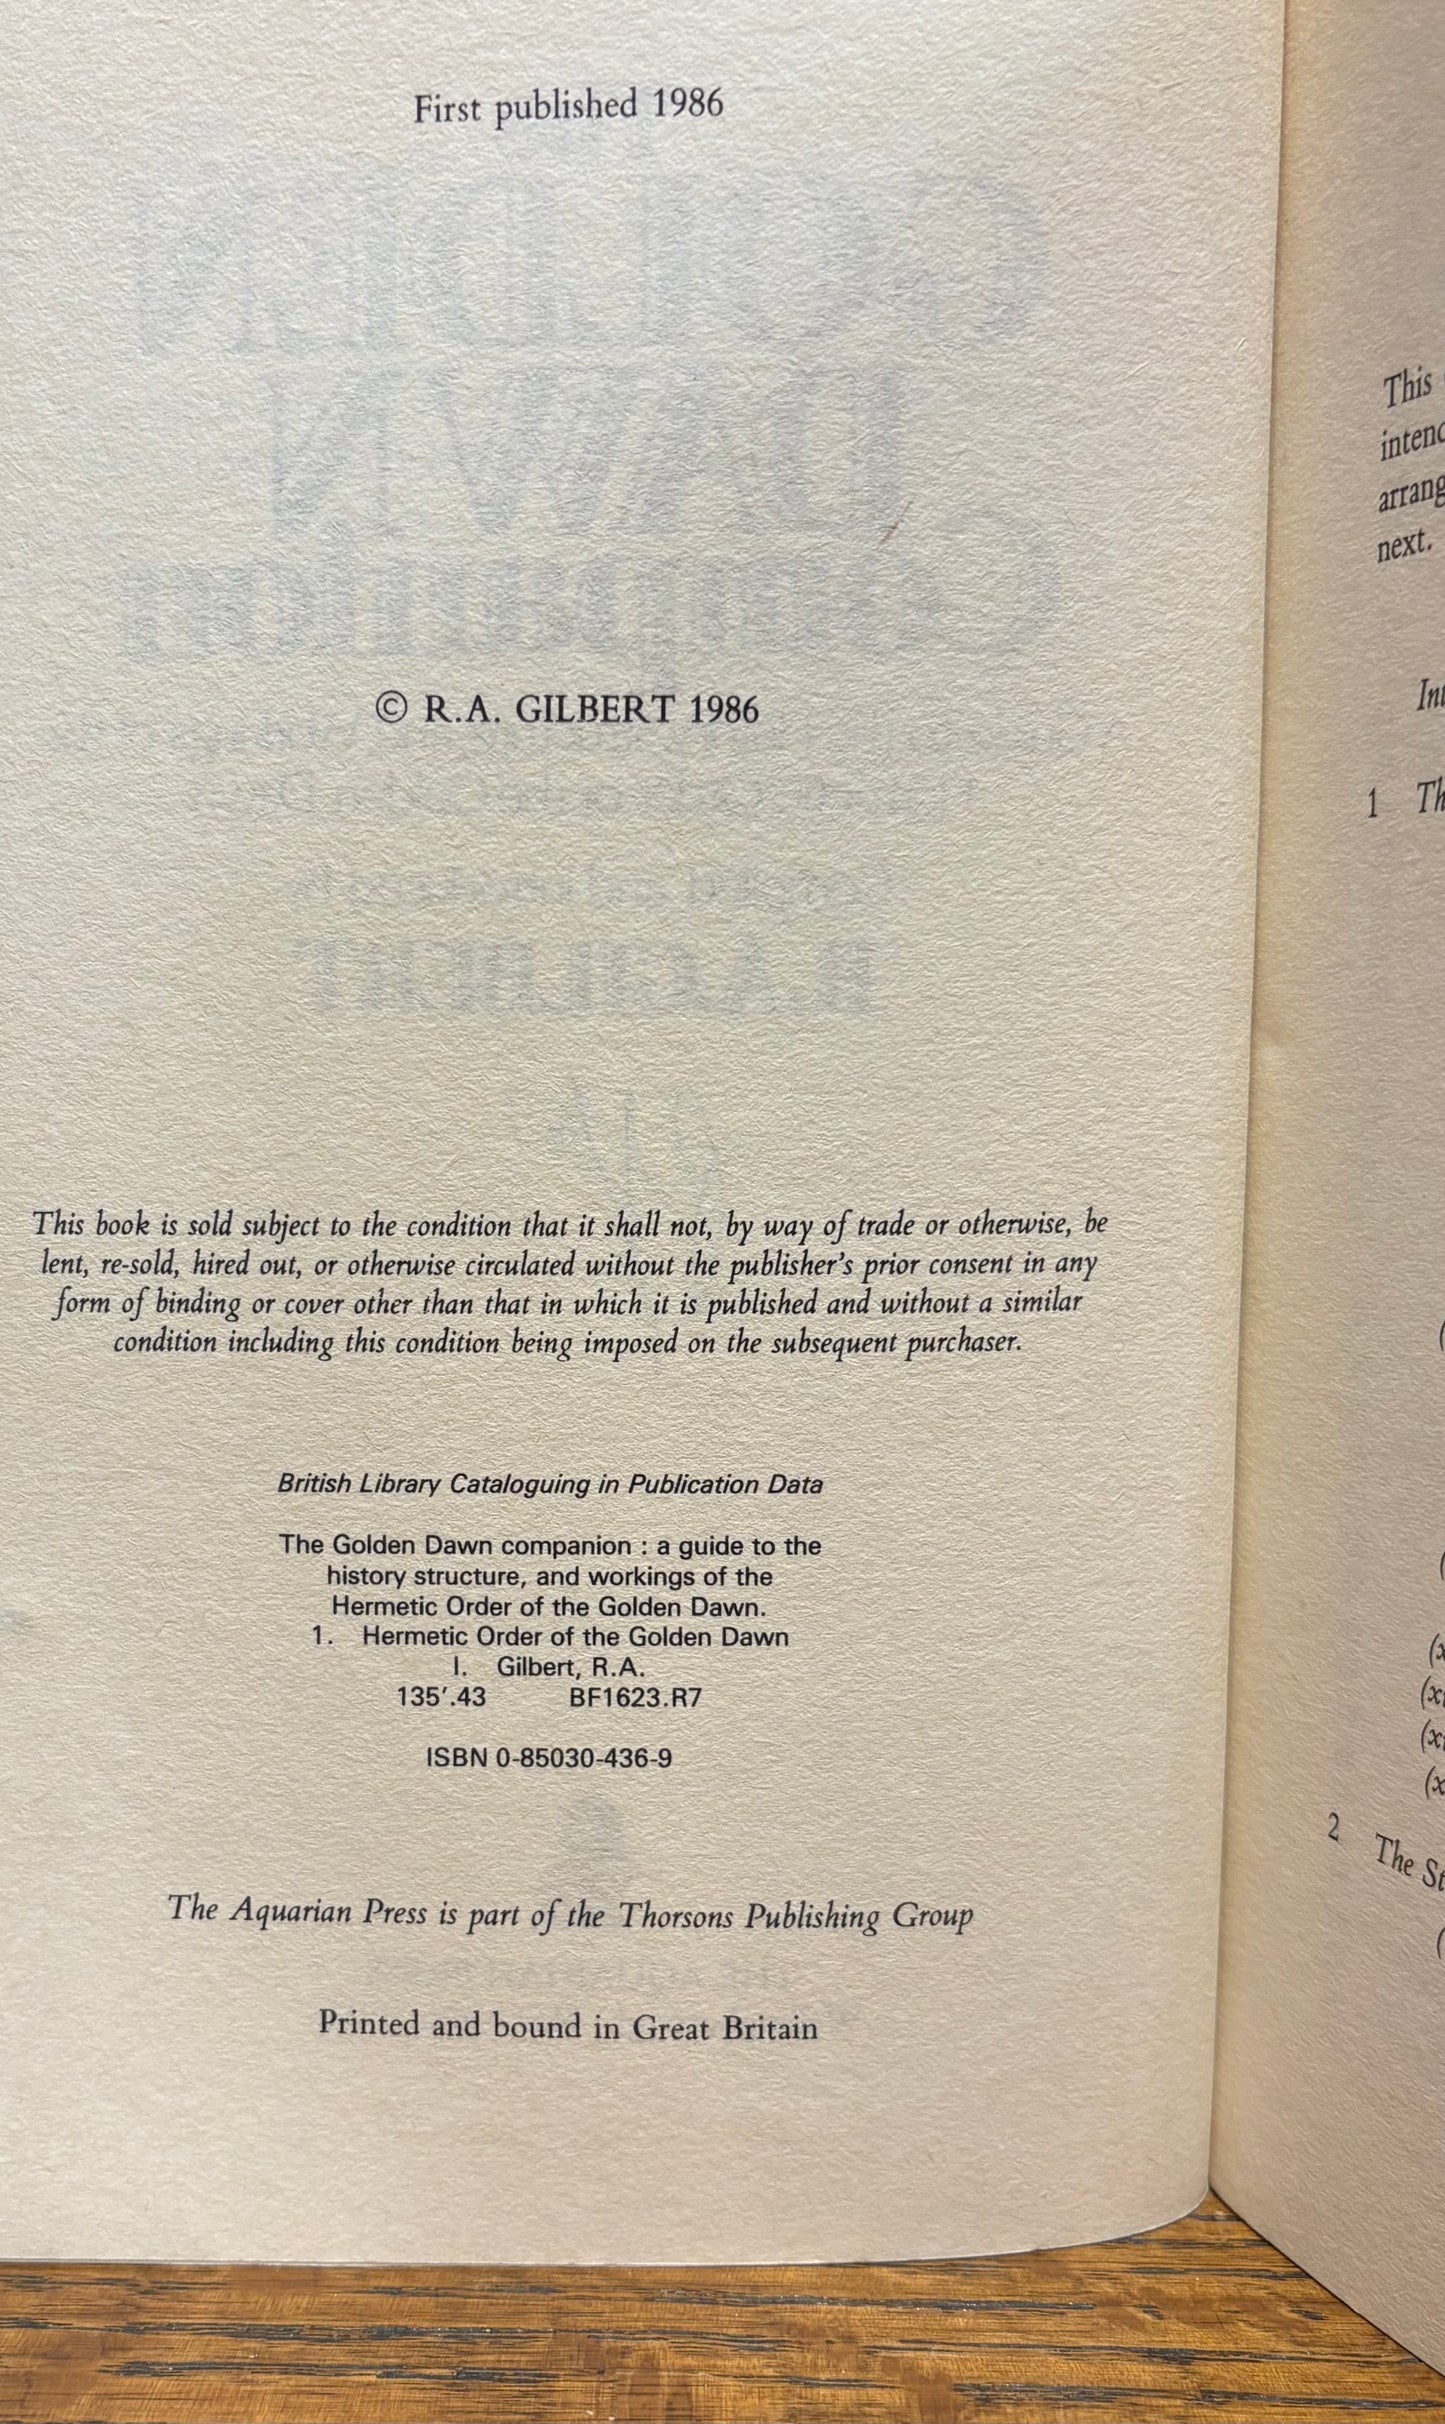 First published 1986
© R.A. GILBERT 1986
This book is sold subject to the condition that it shall not, by way of trade or otherwise, be
lent, re-sold, hired out, or otherwise circulated without the publisher's prior consent in any
form of binding or cover other than that in which it is published and without a similar
condition including this condition being imposed on the subsequent purchaser.
British Library Cataloguing in Publication Data
The Golden Dawn companion : a guide to the
history structure, and workings of the
Hermetic Order of the Golden Dawn.
1. Hermetic Order of the Golden Dawn
I. Gilbert, R.A.
135'.43 BF1623.R7
ISBN 0-85030-436-9
The Aquarian Press is part of the Thorsons Publishing Group
Printed and bound in Great Britain
This
next.
1
2 The